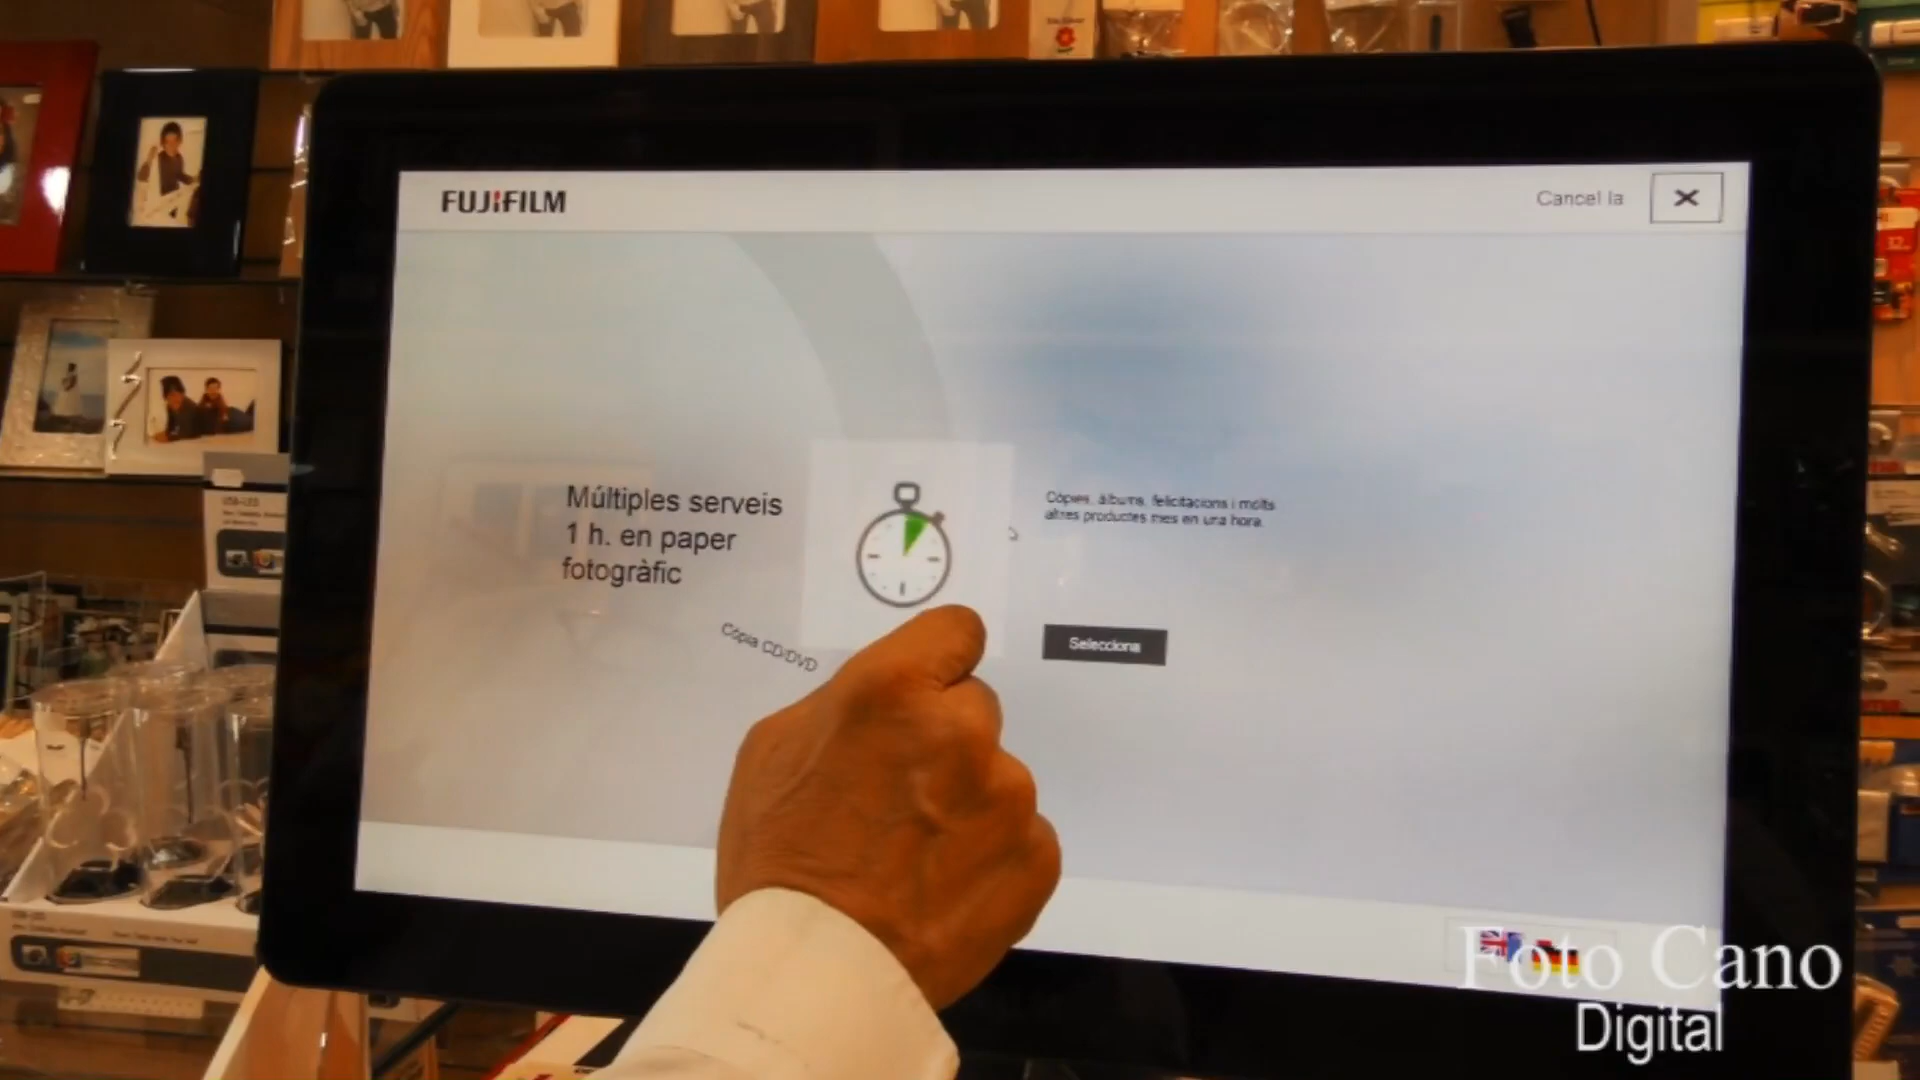 FUJIFILM
Cancel la
Múltiples serveis
1 h. en paper
fotogràfic
Còpies, àlbums, felicitacions i molts
altres productes mes en una hora.
Còpia CD/DVD
Selecciona
Foto Cano
Digital